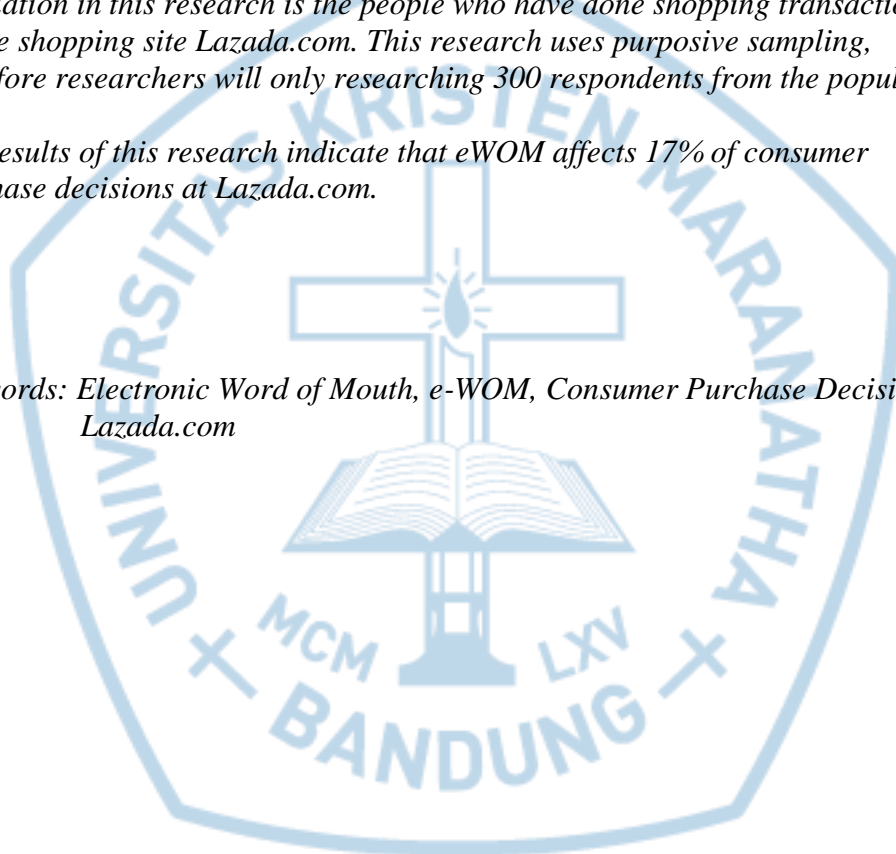 ation in this research is the people who have done shopping transactio
e shopping site Lazada.com. This research uses purposive sampling,
fore researchers will only researching 300 respondents from the popul
esults of this research indicate that eWOM affects 17% of consumer
hase decisions at Lazada.com.
ords: Electronic Word of Mouth, e-WOM, Consumer Purchase Decisi
Lazada.com
UNIVERSITAS KRISTEN MARANATHA
MCM LXV
BANDUNG